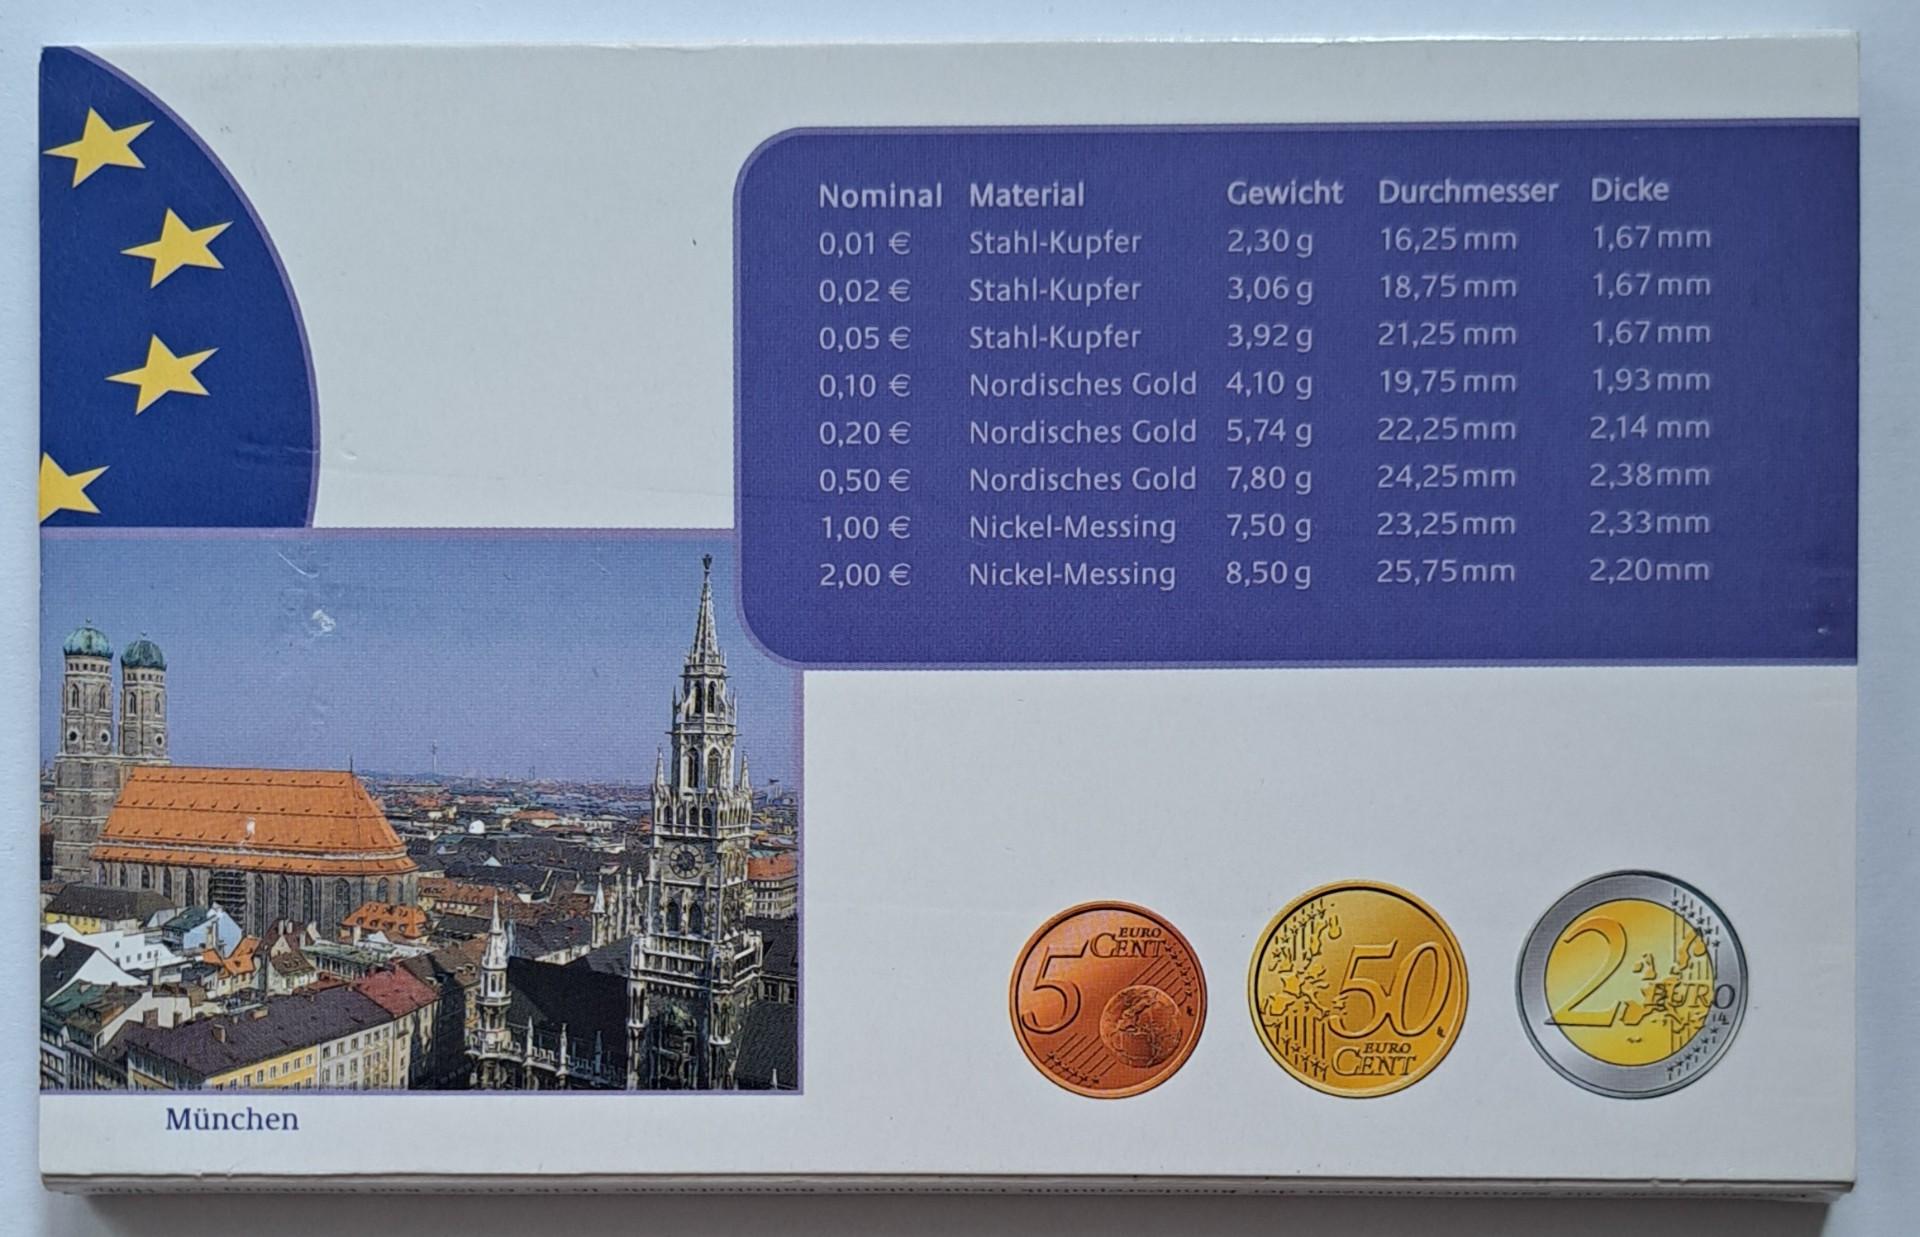 Nominal Material Gewicht Durchmesser Dicke
0,01 € Stahl-Kupfer 2,30 g 16,25 mm 1,67 mm
0,02 € Stahl-Kupfer 3,06 g 18,75 mm 1,67 mm
0,05 € Stahl-Kupfer 3,92 g 21,25 mm 1,67 mm
0,10 € Nordisches Gold 4,10 g 19,75 mm 1,93 mm
0,20 € Nordisches Gold 5,74 g 22,25 mm 2,14 mm
0,50 € Nordisches Gold 7,80 g 24,25 mm 2,38 mm
1,00 € Nickel-Messing 7,50 g 23,25 mm 2,33 mm
2,00 € Nickel-Messing 8,50 g 25,75 mm 2,20 mm
5 EURO CENT
50 EURO CENT
2 EURO
München